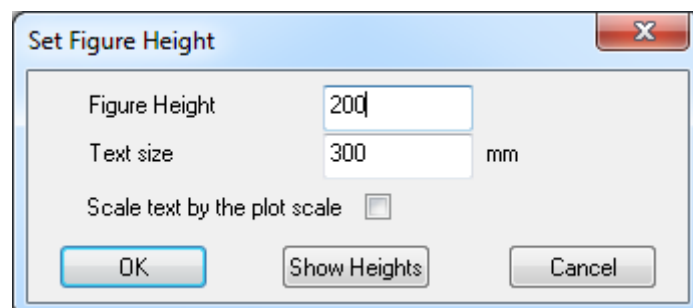 Set Figure Height
Figure Height 200
Text size 300 mm
Scale text by the plot scale
OK Show Heights Cancel